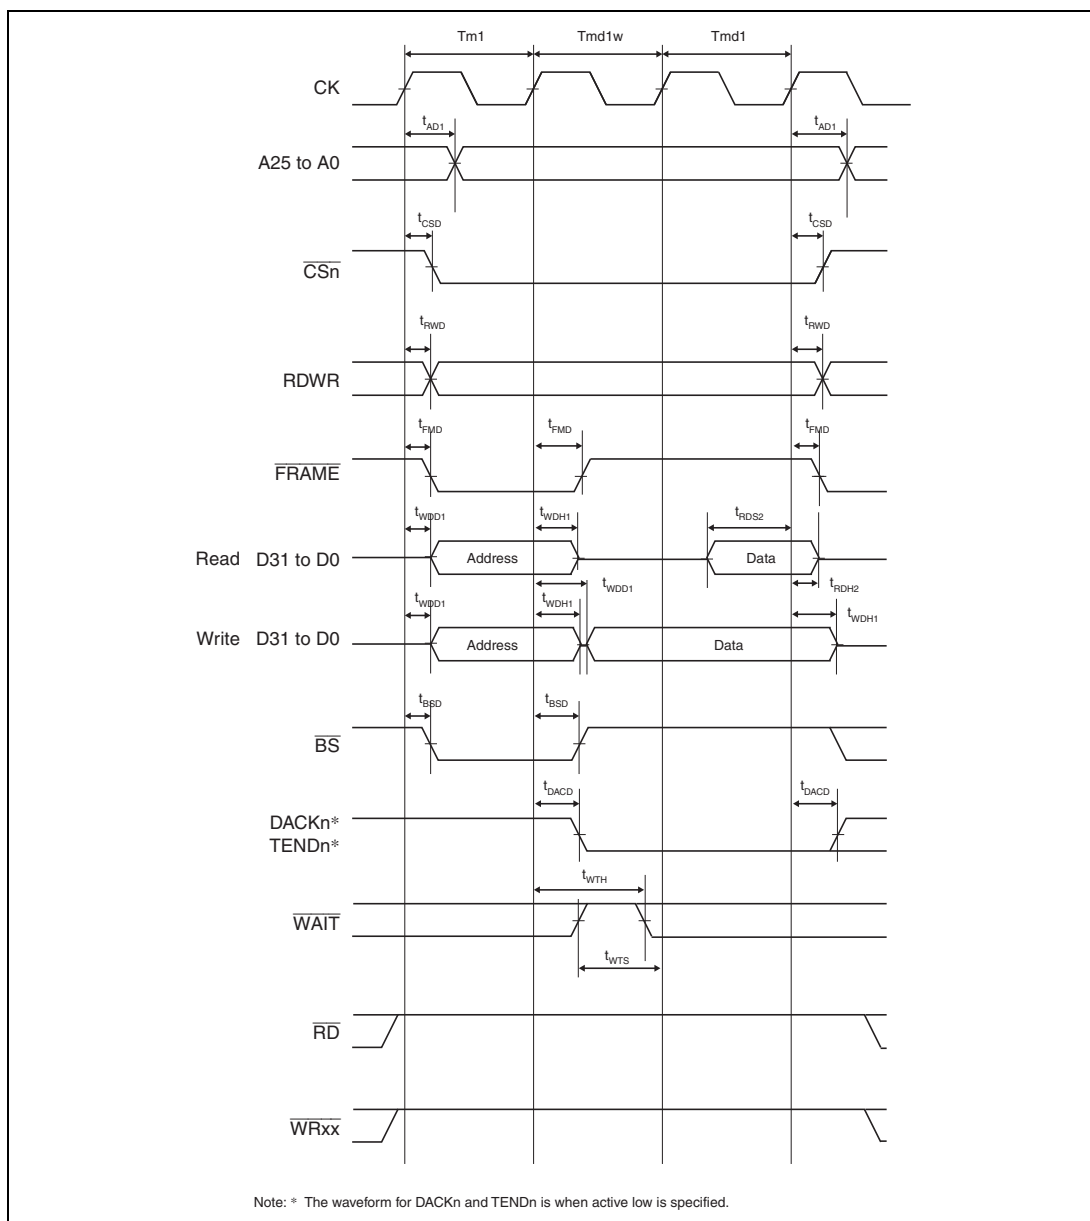 Tm1 Tmd1w Tmd1
CK
tAD1 tAD1
A25 to A0
tCSD tCSD
CSn
tRWD tRWD
RDWR
tFMD tFMD tFMD
FRAME
tWDD1 tWDH1 tRDS2
Read D31 to D0 Address Data
tWDD1 tRDH2
tWDD1 tWDH1 tWDH1
Write D31 to D0 Address Data
tBSD tBSD
BS
tDACD tDACD
DACKn*
TENDn*
tWTH
WAIT
tWTS
RD
WRxx
Note: * The waveform for DACKn and TENDn is when active low is specified.